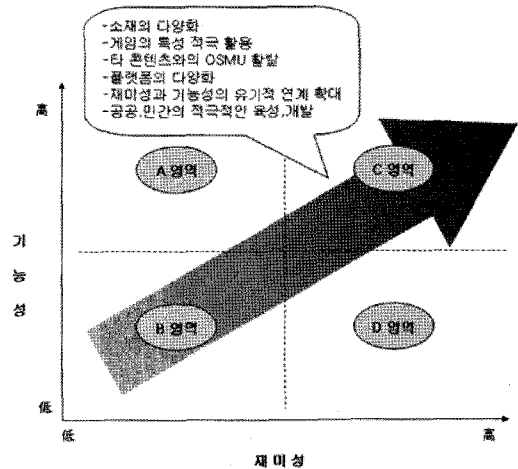 -소재의 다양화
-게임의 특성 적극 활용
-타 콘텐츠와의 OSMU 활발
-플랫폼의 다양화
-재미성과 기능성의 유기적 연계 확대
-공공,민간의 적극적인 육성,개발
高
A 영역
C 영역
기
능
성
B 영역
D 영역
低
低
高
재미성